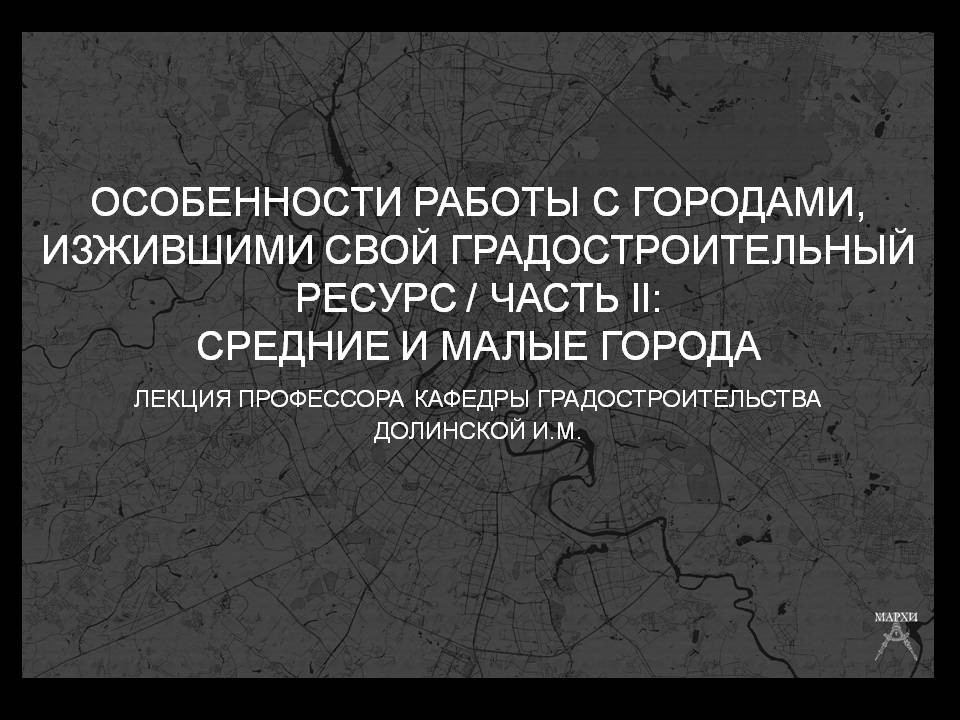 ОСОБЕННОСТИ РАБОТЫ С ГОРОДАМИ,
ИЗЖИВШИМИ СВОЙ ГРАДОСТРОИТЕЛЬНЫЙ
РЕСУРС / ЧАСТЬ II:
СРЕДНИЕ И МАЛЫЕ ГОРОДА
ЛЕКЦИЯ ПРОФЕССОРА КАФЕДРЫ ГРАДОСТРОИТЕЛЬСТВА
ДОЛИНСКОЙ И.М.
МАРХИ